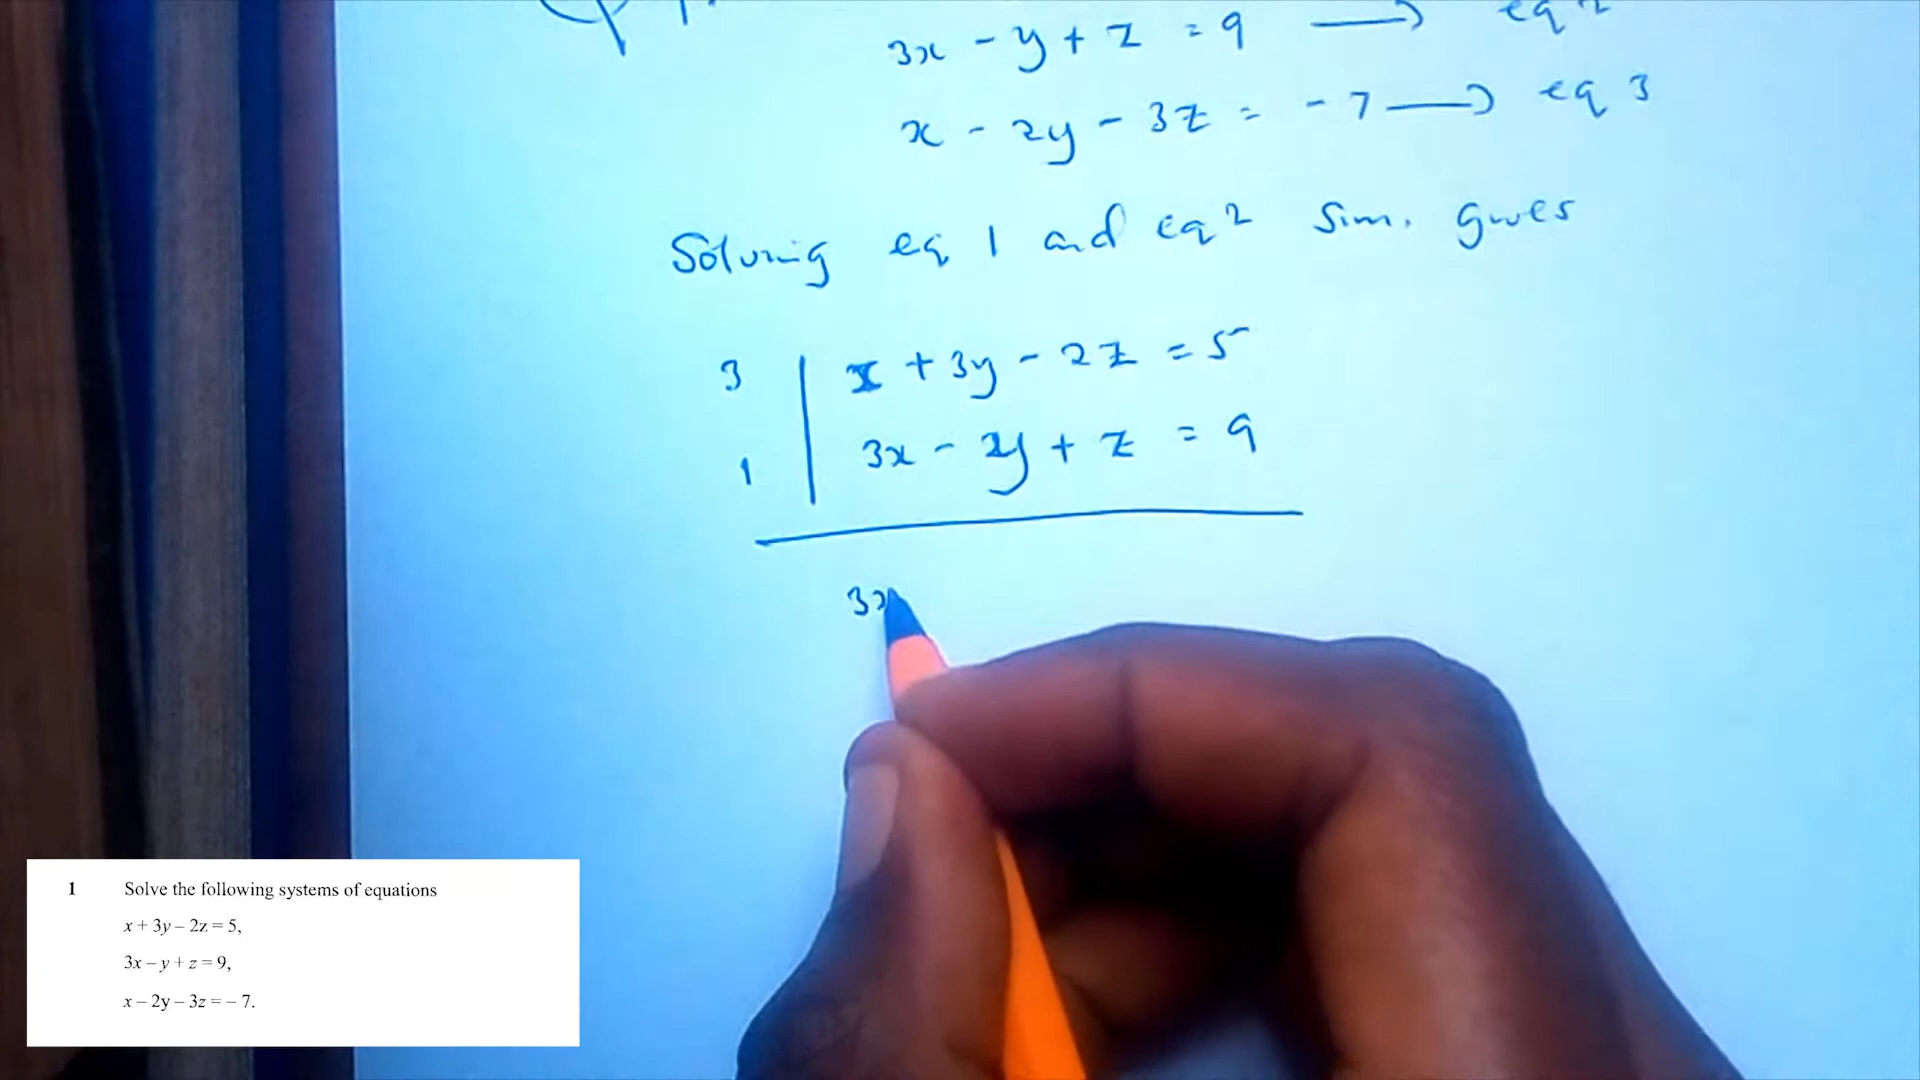 3x - y + z = 9 → eq 2
x - 2y - 3z = - 7 → eq 3
Solving eq 1 and eq 2 sim. gives
3 | x + 3y - 2z = 5
1 | 3x - y + z = 9
3x
1 Solve the following systems of equations
x + 3y – 2z = 5,
3x – y + z = 9,
x – 2y – 3z = – 7.